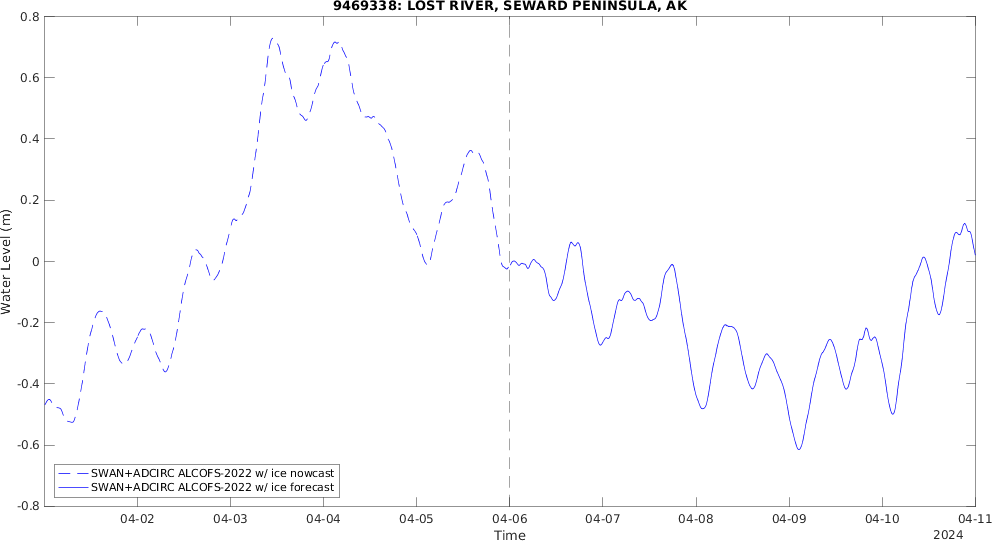 9469338: LOST RIVER, SEWARD PENINSULA, AK
0.8
0.6
0.4
0.2
0
-0.2
-0.4
-0.6
-0.8
Water Level (m)
SWAN+ADCIRC ALCOFS-2022 w/ ice nowcast
SWAN+ADCIRC ALCOFS-2022 w/ ice forecast
04-02 04-03 04-04 04-05 04-06 04-07 04-08 04-09 04-10 04-11
Time
2024